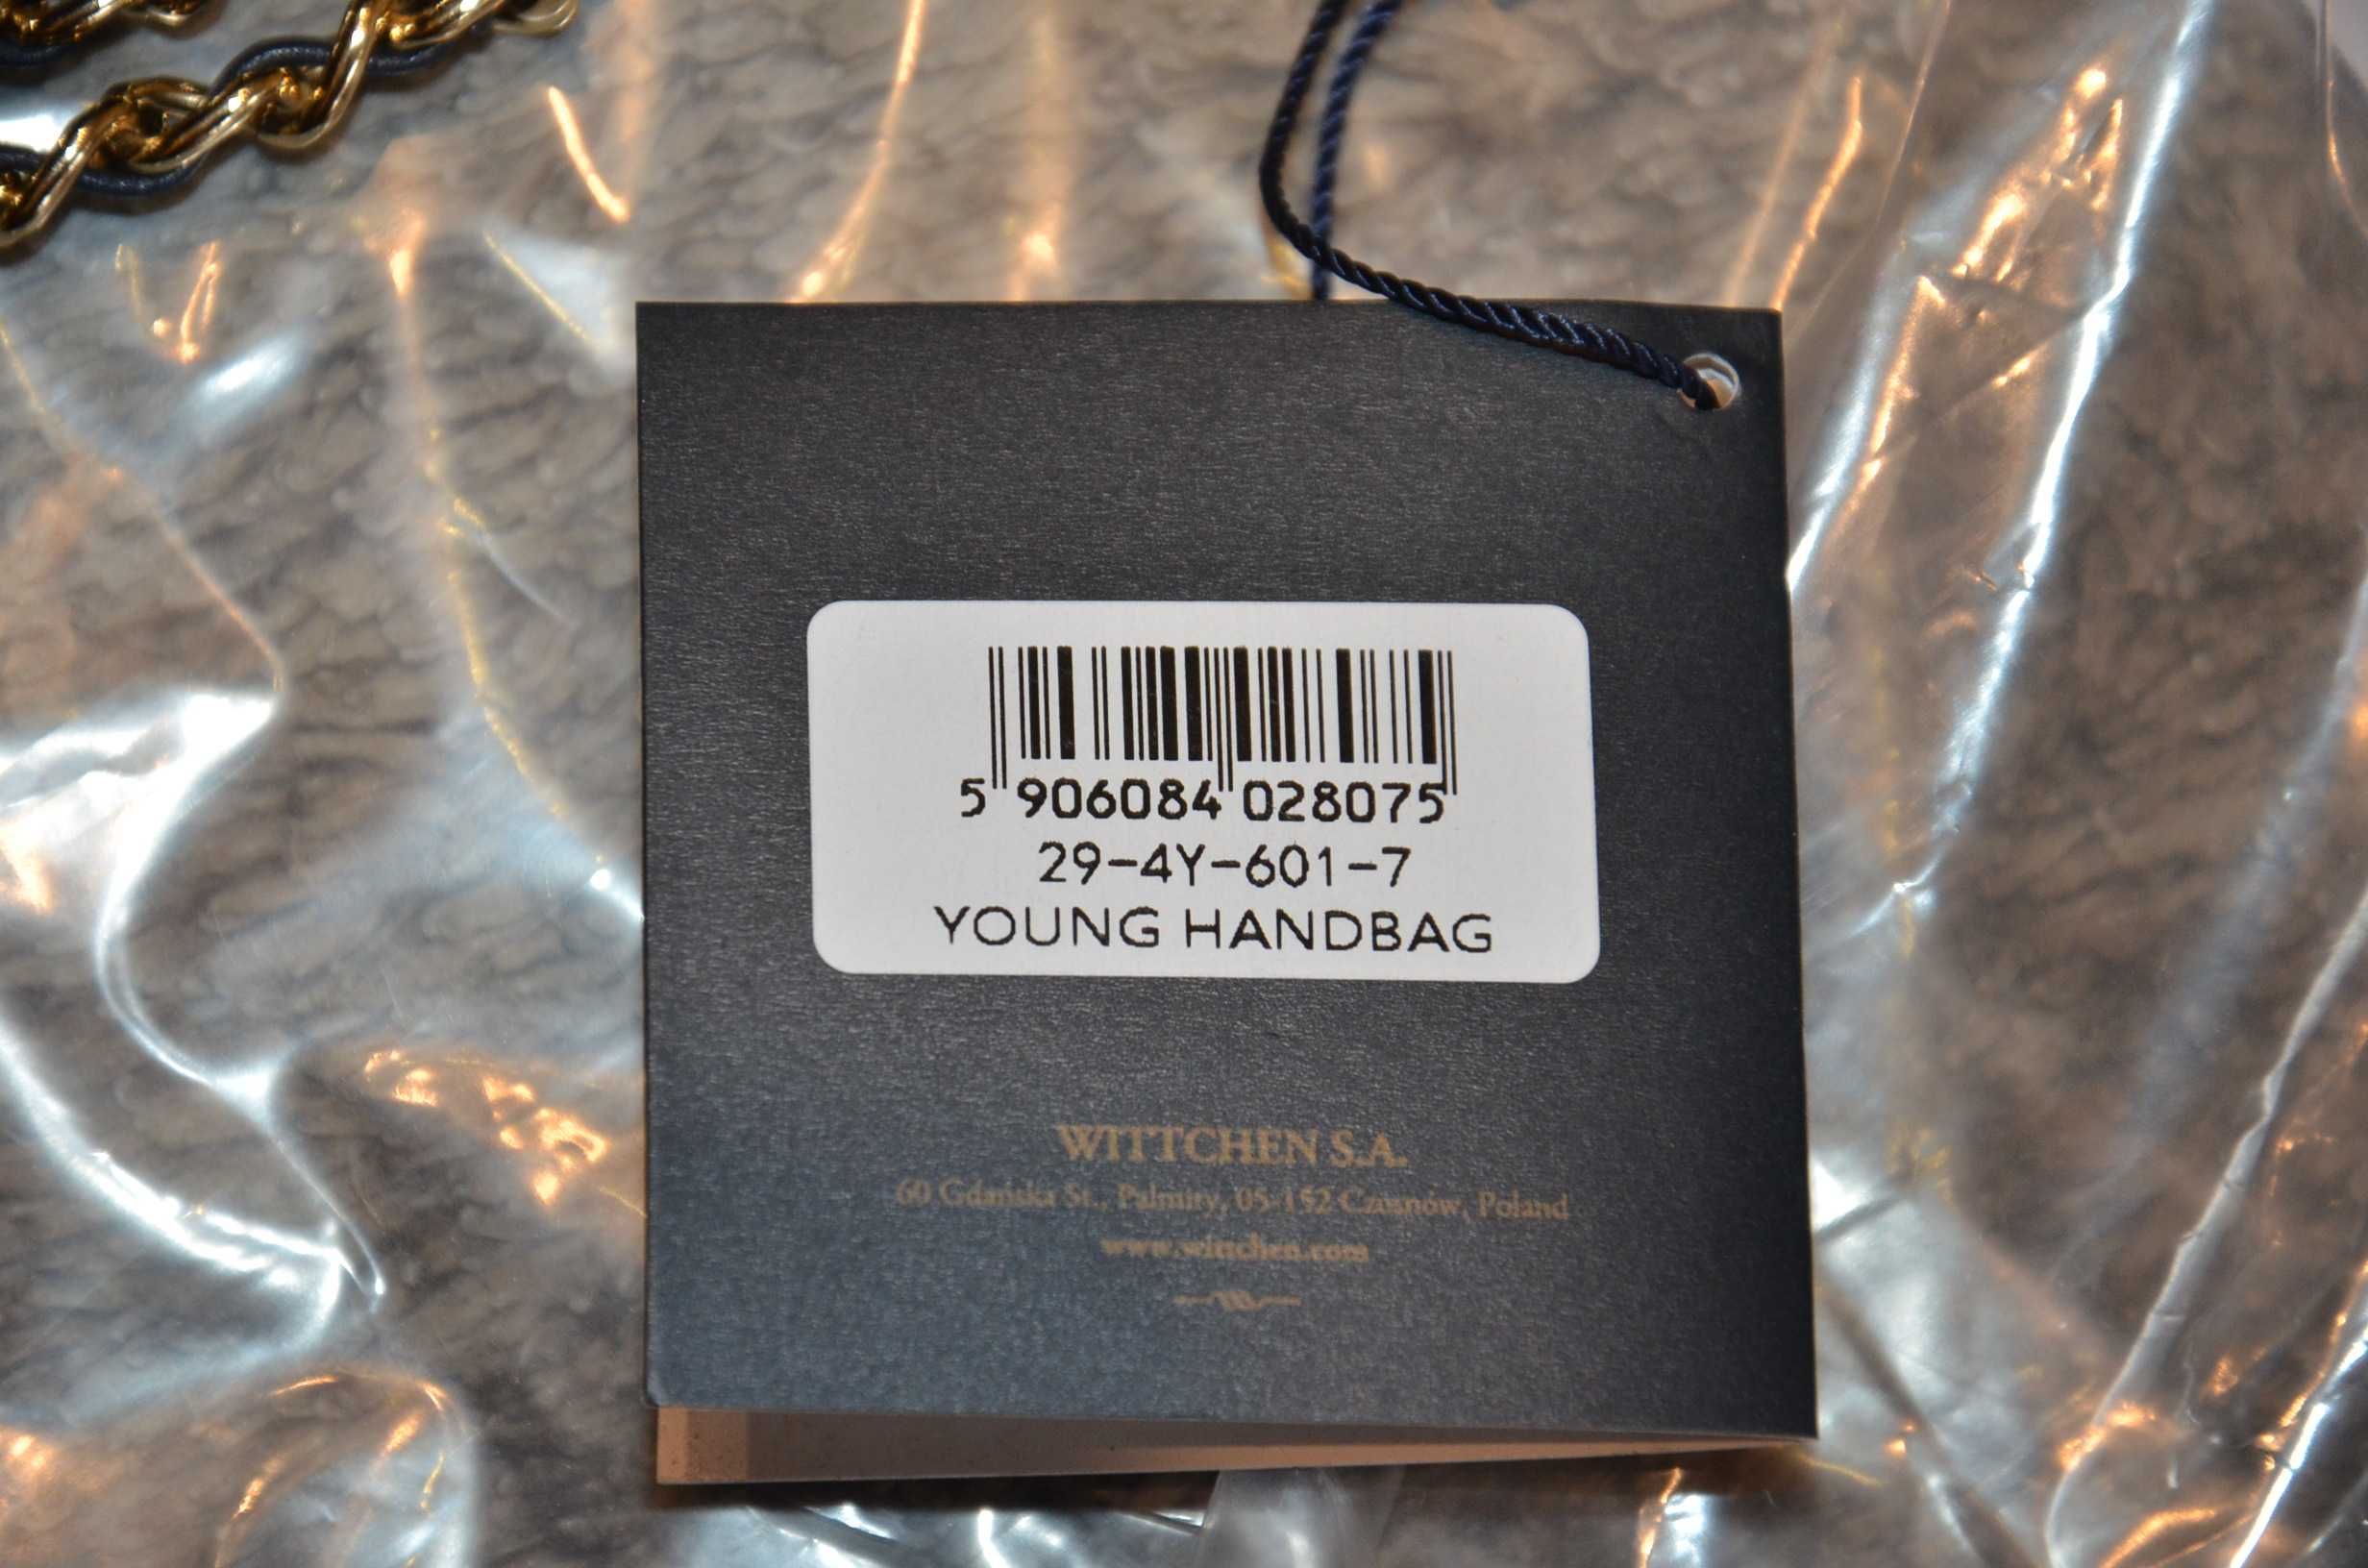 5 906084 028075
29-4Y-601-7
YOUNG HANDBAG
WITTCHEN S.A.
60 Gdańska St., Palmiry, 05-152 Czosnów, Poland
www.wittchen.com